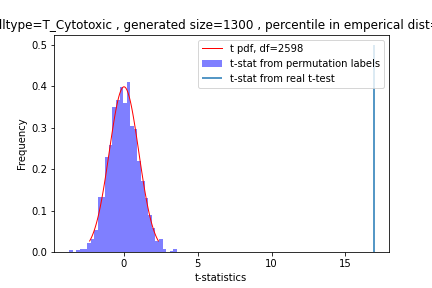 lltype=T_Cytotoxic , generated size=1300 , percentile in emperical dist=
t pdf, df=2598
t-stat from permutation labels
t-stat from real t-test
0.5
0.4
0.3
0.2
0.1
0.0
Frequency
0
5
10
15
t-statistics